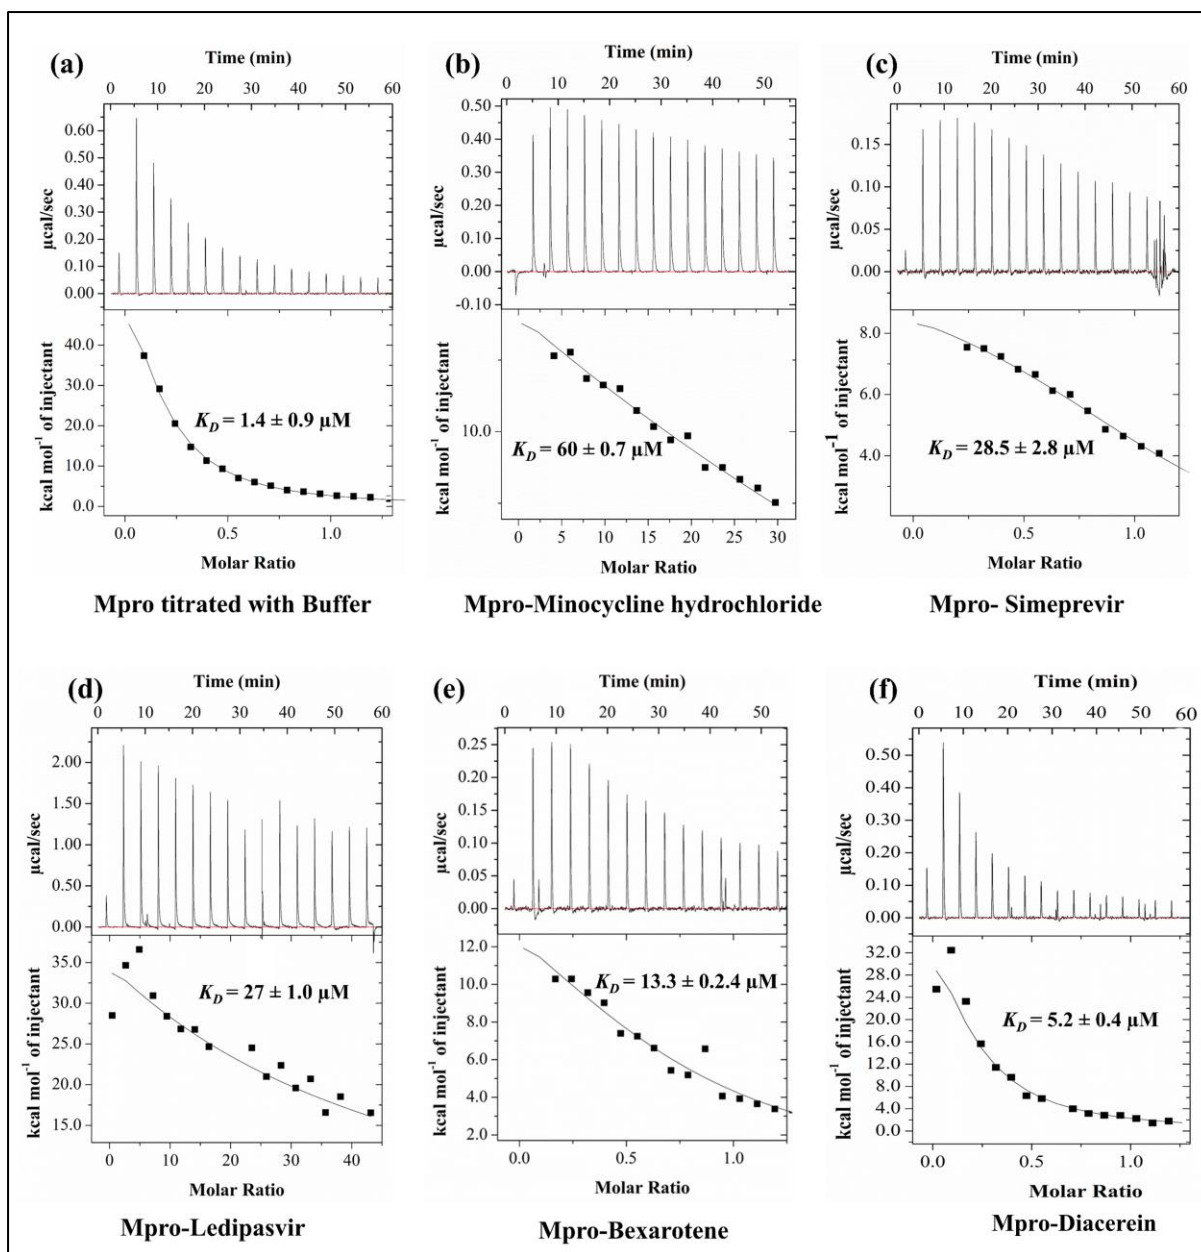 (a)
Time (min)
0 10 20 30 40 50 60
µcal/sec
0.60
0.50
0.40
0.30
0.20
0.10
0.00
kcal mol⁻¹ of injectant
40.0
30.0
20.0
10.0
0.0
K_D = 1.4 ± 0.9 µM
0.0 0.5 1.0
Molar Ratio
Mpro titrated with Buffer
(b)
Time (min)
0 10 20 30 40 50
µcal/sec
0.50
0.40
0.30
0.20
0.10
0.00
-0.10
kcal mol⁻¹ of injectant
10.0
K_D = 60 ± 0.7 µM
0 5 10 15 20 25 30
Molar Ratio
Mpro-Minocycline hydrochloride
(c)
Time (min)
0 10 20 30 40 50 60
µcal/sec
0.15
0.10
0.05
0.00
kcal mol⁻¹ of injectant
8.0
6.0
4.0
K_D = 28.5 ± 2.8 µM
0.0 0.5 1.0
Molar Ratio
Mpro- Simeprevir
(d)
Time (min)
0 10 20 30 40 50 60
µcal/sec
2.00
1.50
1.00
0.50
0.00
kcal mol⁻¹ of injectant
35.0
30.0
25.0
20.0
15.0
K_D = 27 ± 1.0 µM
0 10 20 30 40
Molar Ratio
Mpro-Ledipasvir
(e)
Time (min)
0 10 20 30 40 50
µcal/sec
0.25
0.20
0.15
0.10
0.05
0.00
kcal mol⁻¹ of injectant
12.0
10.0
8.0
6.0
4.0
2.0
K_D = 13.3 ± 0.2.4 µM
0.0 0.5 1.0
Molar Ratio
Mpro-Bexarotene
(f)
Time (min)
0 10 20 30 40 50 60
µcal/sec
0.50
0.40
0.30
0.20
0.10
0.00
kcal mol⁻¹ of injectant
32.0
28.0
24.0
20.0
16.0
12.0
8.0
4.0
0.0
K_D = 5.2 ± 0.4 µM
0.0 0.5 1.0
Molar Ratio
Mpro-Diacerein